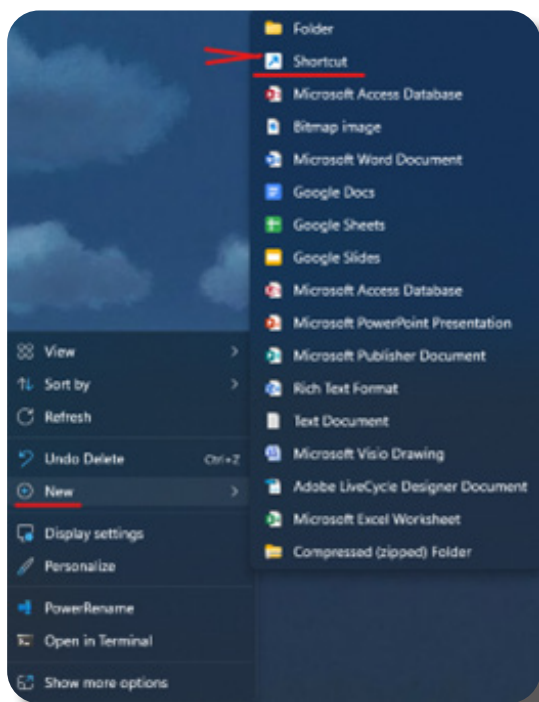 Folder
Shortcut
Microsoft Access Database
Bitmap image
Microsoft Word Document
Google Docs
Google Sheets
Google Slides
Microsoft Access Database
Microsoft PowerPoint Presentation
Microsoft Publisher Document
Rich Text Format
Text Document
Microsoft Visio Drawing
Adobe LiveCycle Designer Document
Microsoft Excel Worksheet
Compressed (zipped) Folder
View
Sort by
Refresh
Undo Delete Ctrl+Z
New
Display settings
Personalize
PowerRename
Open in Terminal
Show more options